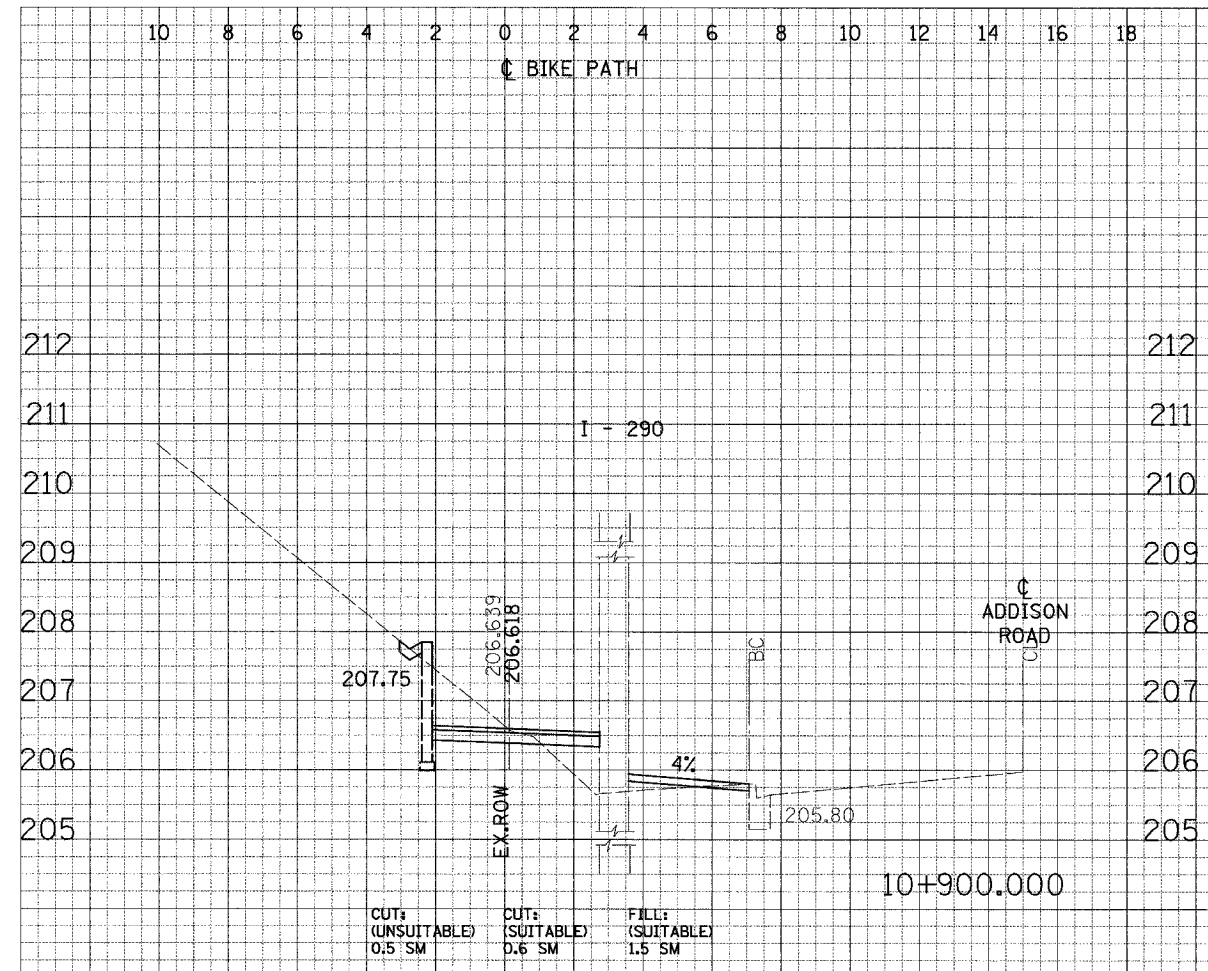 10 8 6 4 2 0 2 4 6 8 10 12 14 16 18
℄ BIKE PATH
212 212
211 211
I - 290
210 210
209 209
℄
ADDISON
ROAD
208 208
206.639
206.618
BC
CL
207.75
207 207
206 206
4%
EX.ROW
205.80
205 205
10+900.000
CUT:
(UNSUITABLE)
0.5 SM
CUT:
(SUITABLE)
0.6 SM
FILL:
(SUITABLE)
1.5 SM